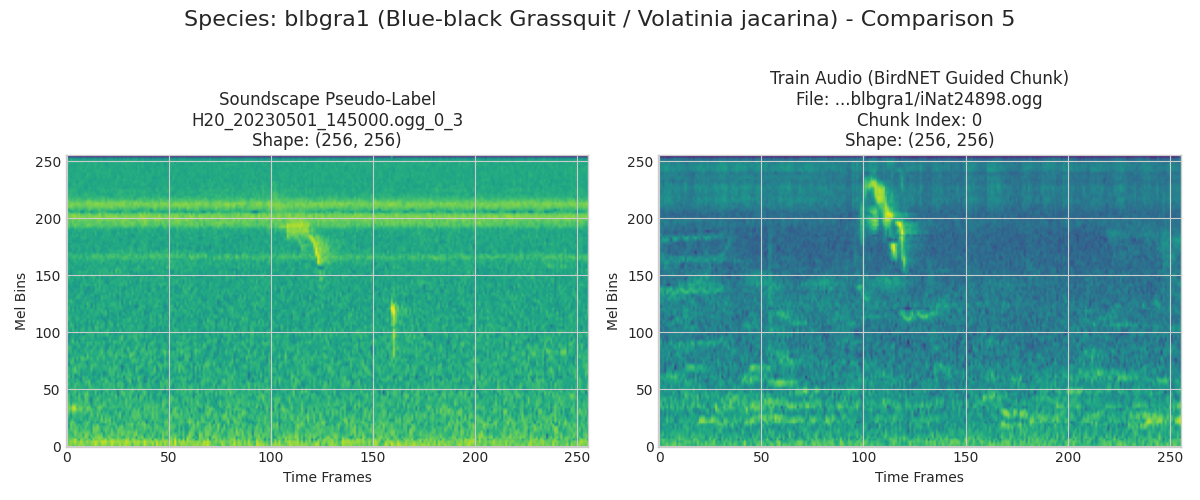 Species: blbgra1 (Blue-black Grassquit / Volatinia jacarina) - Comparison 5
Soundscape Pseudo-Label
H20_20230501_145000.ogg_0_3
Shape: (256, 256)
250
200
150
100
50
0
Mel Bins
0 50 100 150 200 250
Time Frames
Train Audio (BirdNET Guided Chunk)
File: ...blbgra1/iNat24898.ogg
Chunk Index: 0
Shape: (256, 256)
250
200
150
100
50
0
Mel Bins
0 50 100 150 200 250
Time Frames